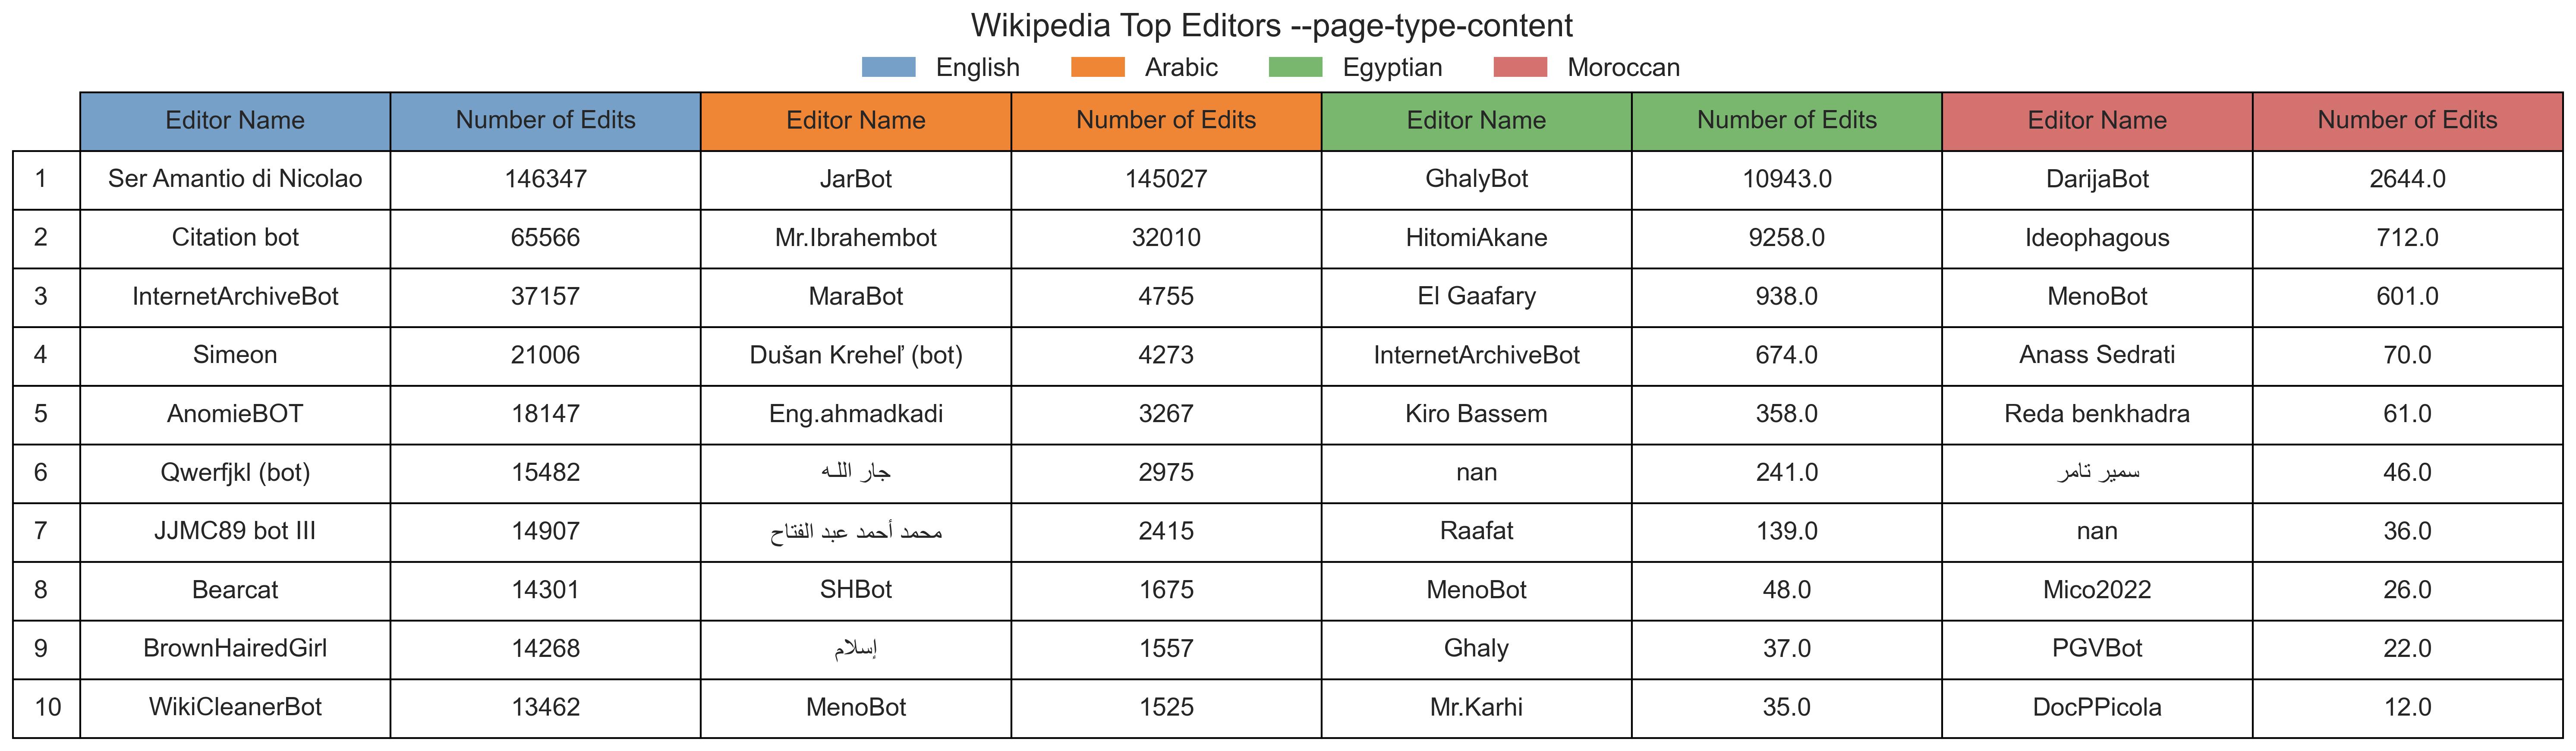 Wikipedia Top Editors --page-type-content
English Arabic Egyptian Moroccan
Editor Name Number of Edits Editor Name Number of Edits Editor Name Number of Edits Editor Name Number of Edits
1 Ser Amantio di Nicolao 146347 JarBot 145027 GhalyBot 10943.0 DarijaBot 2644.0
2 Citation bot 65566 Mr.Ibrahembot 32010 HitomiAkane 9258.0 Ideophagous 712.0
3 InternetArchiveBot 37157 MaraBot 4755 El Gaafary 938.0 MenoBot 601.0
4 Simeon 21006 Dušan Kreheľ (bot) 4273 InternetArchiveBot 674.0 Anass Sedrati 70.0
5 AnomieBOT 18147 Eng.ahmadkadi 3267 Kiro Bassem 358.0 Reda benkhadra 61.0
6 Qwerfjkl (bot) 15482 جار اللـه 2975 nan 241.0 سمير تامر 46.0
7 JJMC89 bot III 14907 محمد أحمد عبد الفتاح 2415 Raafat 139.0 nan 36.0
8 Bearcat 14301 SHBot 1675 MenoBot 48.0 Mico2022 26.0
9 BrownHairedGirl 14268 إسلام 1557 Ghaly 37.0 PGVBot 22.0
10 WikiCleanerBot 13462 MenoBot 1525 Mr.Karhi 35.0 DocPPicola 12.0